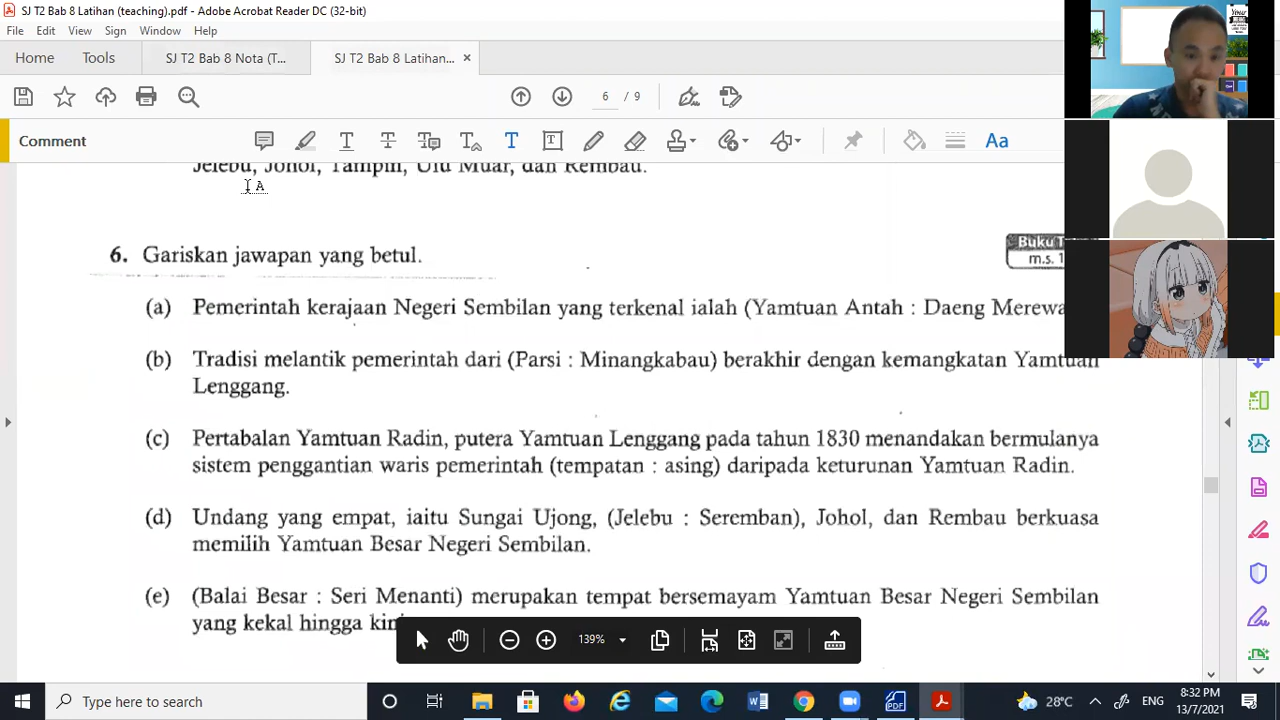 SJ T2 Bab 8 Latihan (teaching).pdf - Adobe Acrobat Reader DC (32-bit)
File Edit View Sign Window Help
Home Tools SJ T2 Bab 8 Nota (T... SJ T2 Bab 8 Latihan... ×
6 / 9
Comment
Jelebu, Johol, Tampin, Ulu Muar, dan Rembau.
6. Gariskan jawapan yang betul.
Buku
m.s. 1
(a) Pemerintah kerajaan Negeri Sembilan yang terkenal ialah (Yamtuan Antah : Daeng Merewa
(b) Tradisi melantik pemerintah dari (Parsi : Minangkabau) berakhir dengan kemangkatan Yamtuan
Lenggang.
(c) Pertabalan Yamtuan Radin, putera Yamtuan Lenggang pada tahun 1830 menandakan bermulanya
sistem penggantian waris pemerintah (tempatan : asing) daripada keturunan Yamtuan Radin.
(d) Undang yang empat, iaitu Sungai Ujong, (Jelebu : Seremban), Johol, dan Rembau berkuasa
memilih Yamtuan Besar Negeri Sembilan.
(e) (Balai Besar : Seri Menanti) merupakan tempat bersemayam Yamtuan Besar Negeri Sembilan
yang kekal hingga kini
139%
Type here to search
28°C ENG 8:32 PM
13/7/2021